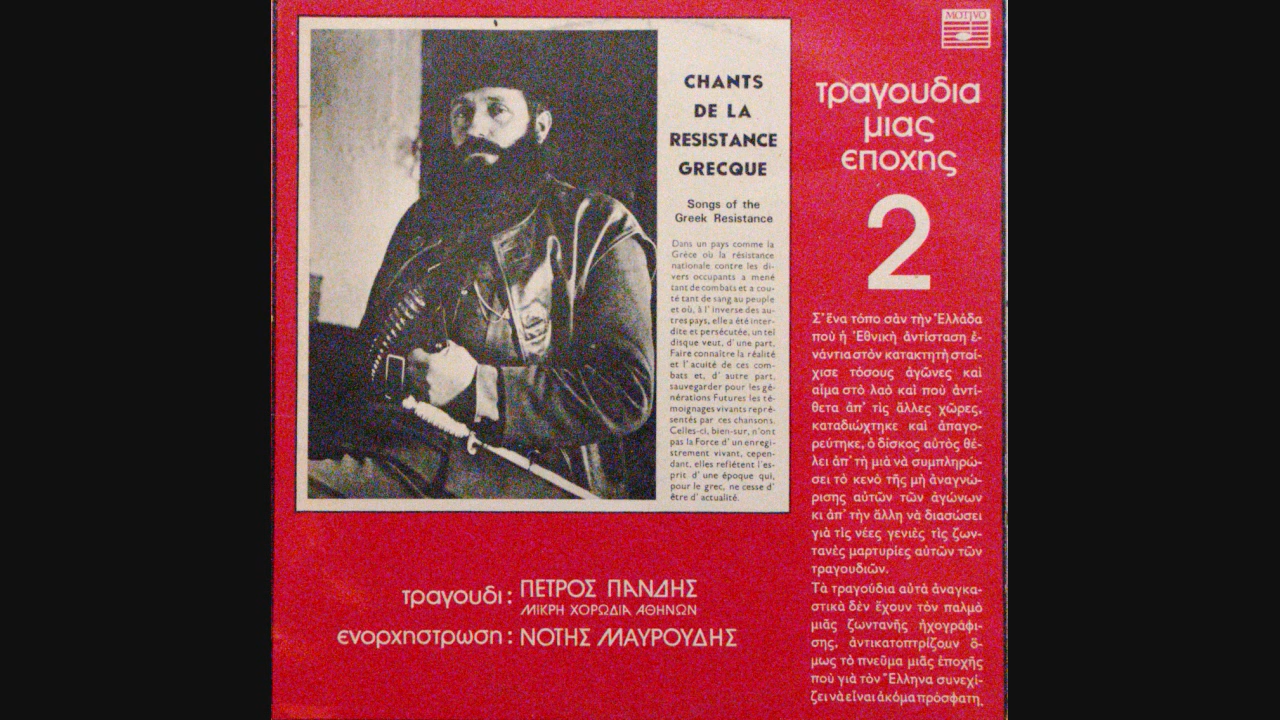 MOTIVO
CHANTS
DE LA
RESISTANCE
GRECQUE
Songs of the
Greek Resistance
Dans un pays comme la
Grèce où la résistance
nationale contre les di-
vers occupants a mené
tant de combats et a cou-
té tant de sang au peuple
et où, à l' inverse des au-
tres pays, elle a été inter-
dite et persécutée, un tel
disque veut, d' une part,
Faire connaître la réalité
et l' acuité de ces com-
bats et, d' autre part,
sauvegarder pour les gé-
nérations Futures les té-
moignages vivants repré-
sentés par ces chansons.
Celles-ci, bien-sur, n'ont
pas la Force d' un enregi-
strement vivant, cepen-
dant, elles reflétent l'es-
prit d' une époque qui,
pour le grec, ne cesse d'
être d' actualité.
τραγουδια
μιας
εποχης
2
Σ' ἕνα τόπο σὰν τὴν Ἑλλάδα
ποὺ ἡ Ἐθνικὴ ἀντίσταση ἐ-
νάντια στὸν κατακτητὴ στοί-
χισε τόσους ἀγῶνες καὶ
αἷμα στὸ λαὸ καὶ ποὺ ἀντί-
θετα ἀπ' τὶς ἄλλες χῶρες,
καταδιώχτηκε καὶ ἀπαγο-
ρεύτηκε, ὁ δίσκος αὐτὸς θέ-
λει ἀπ' τὴ μιὰ νὰ συμπληρώ-
σει τὸ κενὸ τῆς μὴ ἀναγνώ-
ρισης αὐτῶν τῶν ἀγώνων
κι ἀπ' τὴν ἄλλη νὰ διασώσει
γιὰ τὶς νέες γενιὲς τὶς ζων-
τανὲς μαρτυρίες αὐτῶν τῶν
τραγουδιῶν.
Τὰ τραγούδια αὐτὰ ἀναγκα-
στικὰ δὲν ἔχουν τὸν παλμὸ
μιᾶς ζωντανῆς ἠχογράφι-
σης, ἀντικατοπτρίζουν ὅ-
μως τὸ πνεῦμα μιᾶς ἐποχῆς
ποὺ γιὰ τὸν Ἕλληνα συνεχί-
ζει νὰ εἶναι ἀκόμα πρόσφατη.
τραγουδι: ΠΕΤΡΟΣ ΠΑΝΔΗΣ
ΜΙΚΡΗ ΧΟΡΩΔΙΑ ΑΘΗΝΩΝ
ενορχηστρωση: ΝΟΤΗΣ ΜΑΥΡΟΥΔΗΣ